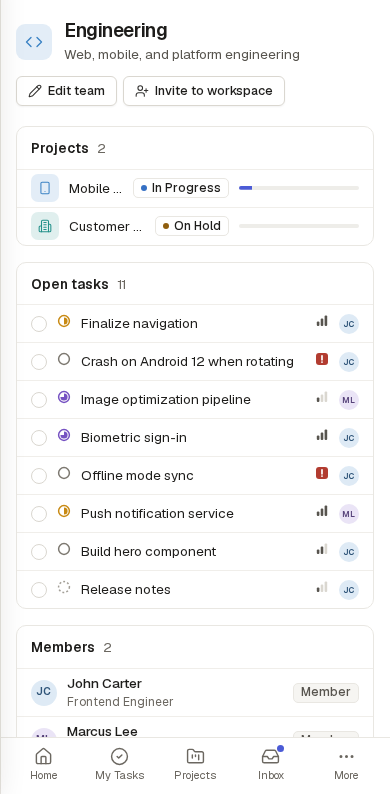 Engineering
Web, mobile, and platform engineering
Edit team
Invite to workspace
Projects 2
Mobile ... In Progress
Customer ... On Hold
Open tasks 11
Finalize navigation JC
Crash on Android 12 when rotating ! JC
Image optimization pipeline ML
Biometric sign-in JC
Offline mode sync ! JC
Push notification service ML
Build hero component JC
Release notes JC
Members 2
JC John Carter Member
Frontend Engineer
Marcus Lee
Home My Tasks Projects Inbox More